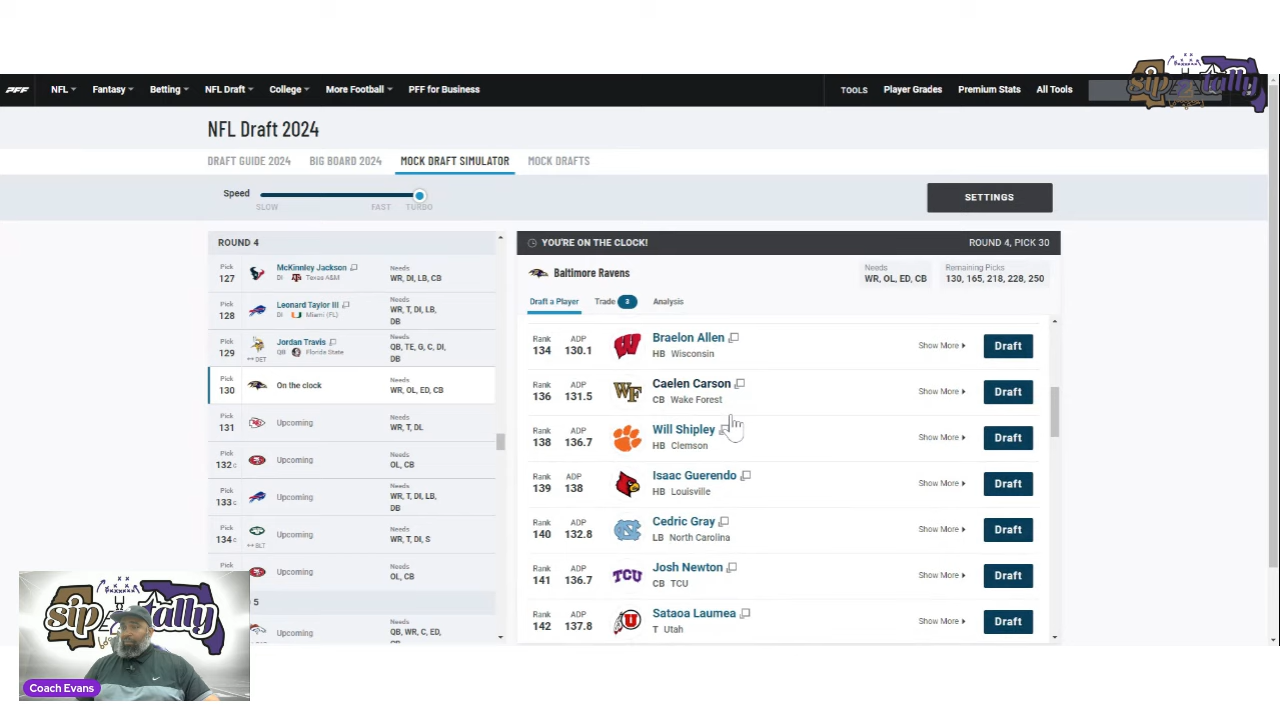 sip tally
PFF NFL Fantasy Betting NFL Draft College More Football PFF for Business TOOLS Player Grades Premium Stats All Tools
NFL Draft 2024
DRAFT GUIDE 2024 BIG BOARD 2024 MOCK DRAFT SIMULATOR MOCK DRAFTS
Speed
SLOW FAST TURBO
SETTINGS
ROUND 4
Pick 127 McKinnley Jackson DI Texas A&M Needs WR, DI, LB, CB
Pick 128 Leonard Taylor III DI Miami (FL) Needs WR, T, DI, LB, DB
Pick 129 DET Jordan Travis QB Florida State Needs QB, TE, G, C, DI, DB
Pick 130 On the clock Needs WR, OL, ED, CB
Pick 131 Upcoming Needs WR, T, DL
Pick 132 C Upcoming Needs OL, CB
Pick 133 C Upcoming Needs WR, T, DI, LB, DB
Pick 134 C BLT Upcoming Needs WR, T, DI, S
Pick Upcoming Needs OL, CB
5
Upcoming Needs QB, WR, C, ED,
YOU'RE ON THE CLOCK! ROUND 4, PICK 30
Baltimore Ravens
Needs WR, OL, ED, CB
Remaining Picks 130, 165, 218, 228, 250
Draft a Player Trade 3 Analysis
Rank 134 ADP 130.1 Braelon Allen HB Wisconsin Show More Draft
Rank 136 ADP 131.5 WF Caelen Carson CB Wake Forest Show More Draft
Rank 138 ADP 136.7 Will Shipley HB Clemson Show More Draft
Rank 139 ADP 138 Isaac Guerendo HB Louisville Show More Draft
Rank 140 ADP 132.8 Cedric Gray LB North Carolina Show More Draft
Rank 141 ADP 136.7 TCU Josh Newton CB TCU Show More Draft
Rank 142 ADP 137.8 Sataoa Laumea T Utah Show More Draft
sip tally
Coach Evans